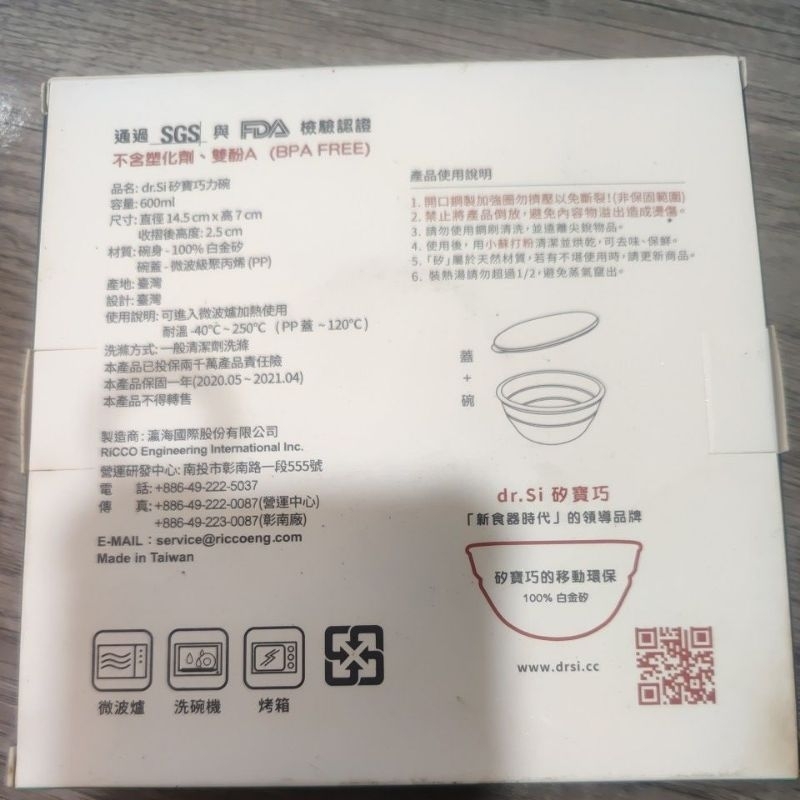 通過 SGS 與 FDA 檢驗認證
不含塑化劑、雙酚A (BPA FREE)
品名: dr.Si 矽寶巧力碗
容量: 600ml
尺寸: 直徑 14.5 cm x 高 7 cm
收摺後高度: 2.5 cm
材質: 碗身 - 100% 白金矽
碗蓋 - 微波級聚丙烯 (PP)
產地: 臺灣
設計: 臺灣
使用說明: 可進入微波爐加熱使用
耐溫 -40℃ ~ 250℃ ( PP 蓋 ~ 120℃ )
洗滌方式: 一般清潔劑洗滌
本產品已投保兩千萬產品責任險
本產品保固一年(2020.05 ~ 2021.04)
本產品不得轉售
製造商: 瀛海國際股份有限公司
RiCCO Engineering International Inc.
營運研發中心: 南投市彰南路一段555號
電 話: +886-49-222-5037
傳 真: +886-49-222-0087(營運中心)
+886-49-223-0087(彰南廠)
E-MAIL : service@riccoeng.com
Made in Taiwan
微波爐 洗碗機 烤箱
產品使用說明
1. 開口鋼製加強圈勿擠壓以免斷裂! (非保固範圍)
2. 禁止將產品倒放，避免內容物溢出造成燙傷。
3. 請勿使用鋼刷清洗，並遠離尖銳物品。
4. 使用後，用小蘇打粉清潔並烘乾，可去味、保鮮。
5. 「矽」屬於天然材質，若有不堪使用時，請更新商品。
6. 裝熱湯請勿超過1/2，避免蒸氣竄出。
蓋
+
碗
dr.Si 矽寶巧
「新食器時代」的領導品牌
矽寶巧的移動環保
100% 白金矽
www.drsi.cc